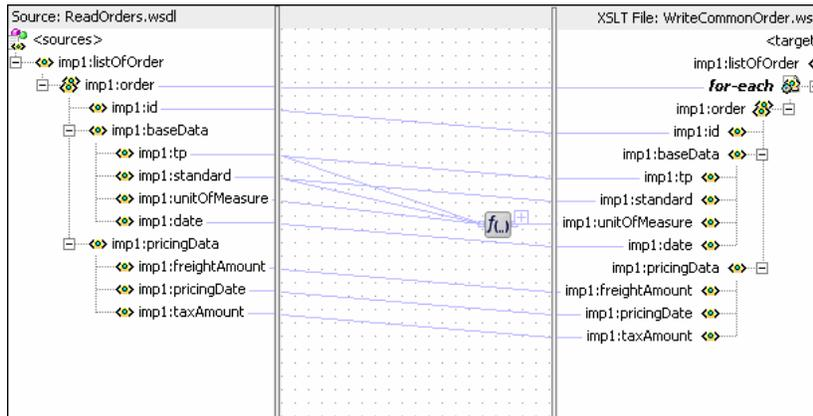 Source: ReadOrders.wsdl
<sources>
imp1:listOfOrder
imp1:order
imp1:id
imp1:baseData
imp1:tp
imp1:standard
imp1:unitOfMeasure
imp1:date
imp1:pricingData
imp1:freightAmount
imp1:pricingDate
imp1:taxAmount
f(..)
XSLT File: WriteCommonOrder.ws
<target
imp1:listOfOrder
for-each
imp1:order
imp1:id
imp1:baseData
imp1:tp
imp1:standard
imp1:unitOfMeasure
imp1:date
imp1:pricingData
imp1:freightAmount
imp1:pricingDate
imp1:taxAmount